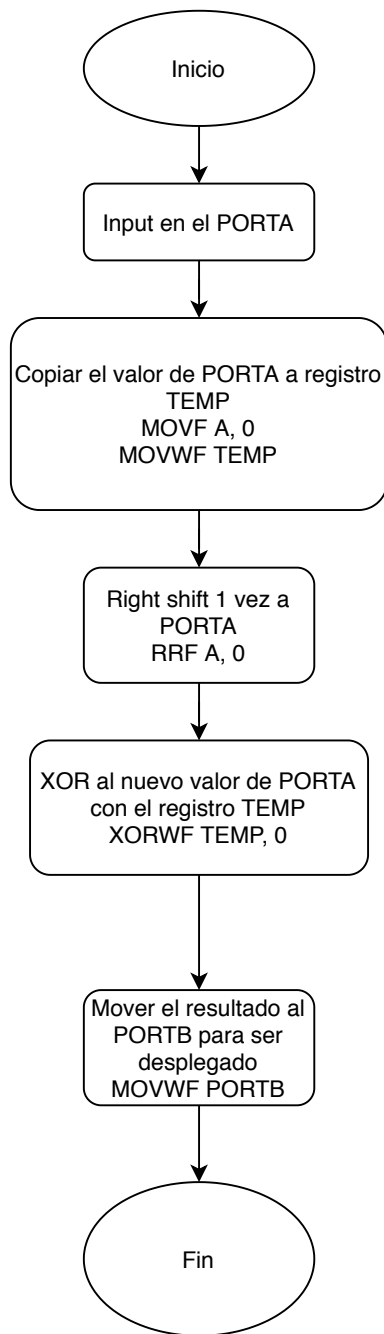 Inicio
Input en el PORTA
Copiar el valor de PORTA a registro
TEMP
MOVF A, 0
MOVWF TEMP
Right shift 1 vez a
PORTA
RRF A, 0
XOR al nuevo valor de PORTA
con el registro TEMP
XORWF TEMP, 0
Mover el resultado al
PORTB para ser
desplegado
MOVWF PORTB
Fin